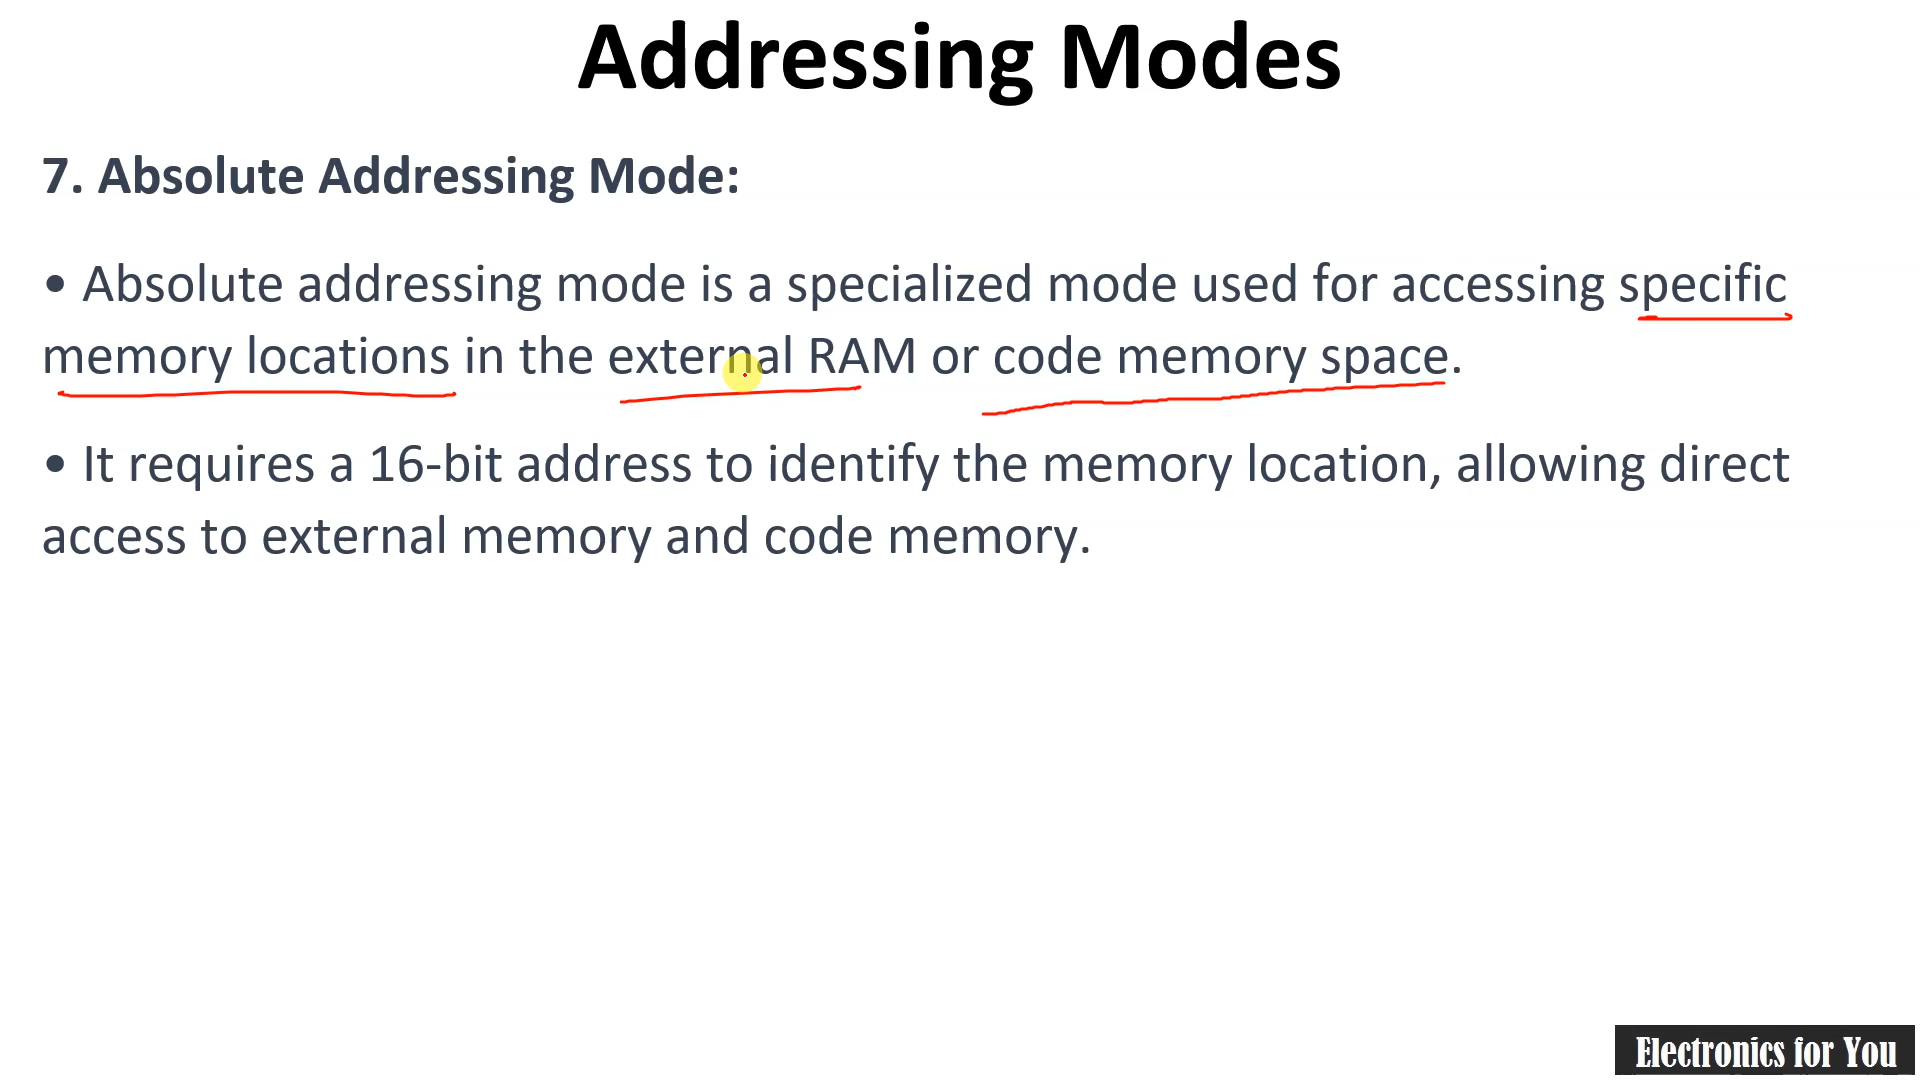 Addressing Modes
7. Absolute Addressing Mode:
• Absolute addressing mode is a specialized mode used for accessing specific
memory locations in the external RAM or code memory space.
• It requires a 16-bit address to identify the memory location, allowing direct
access to external memory and code memory.
Electronics for You